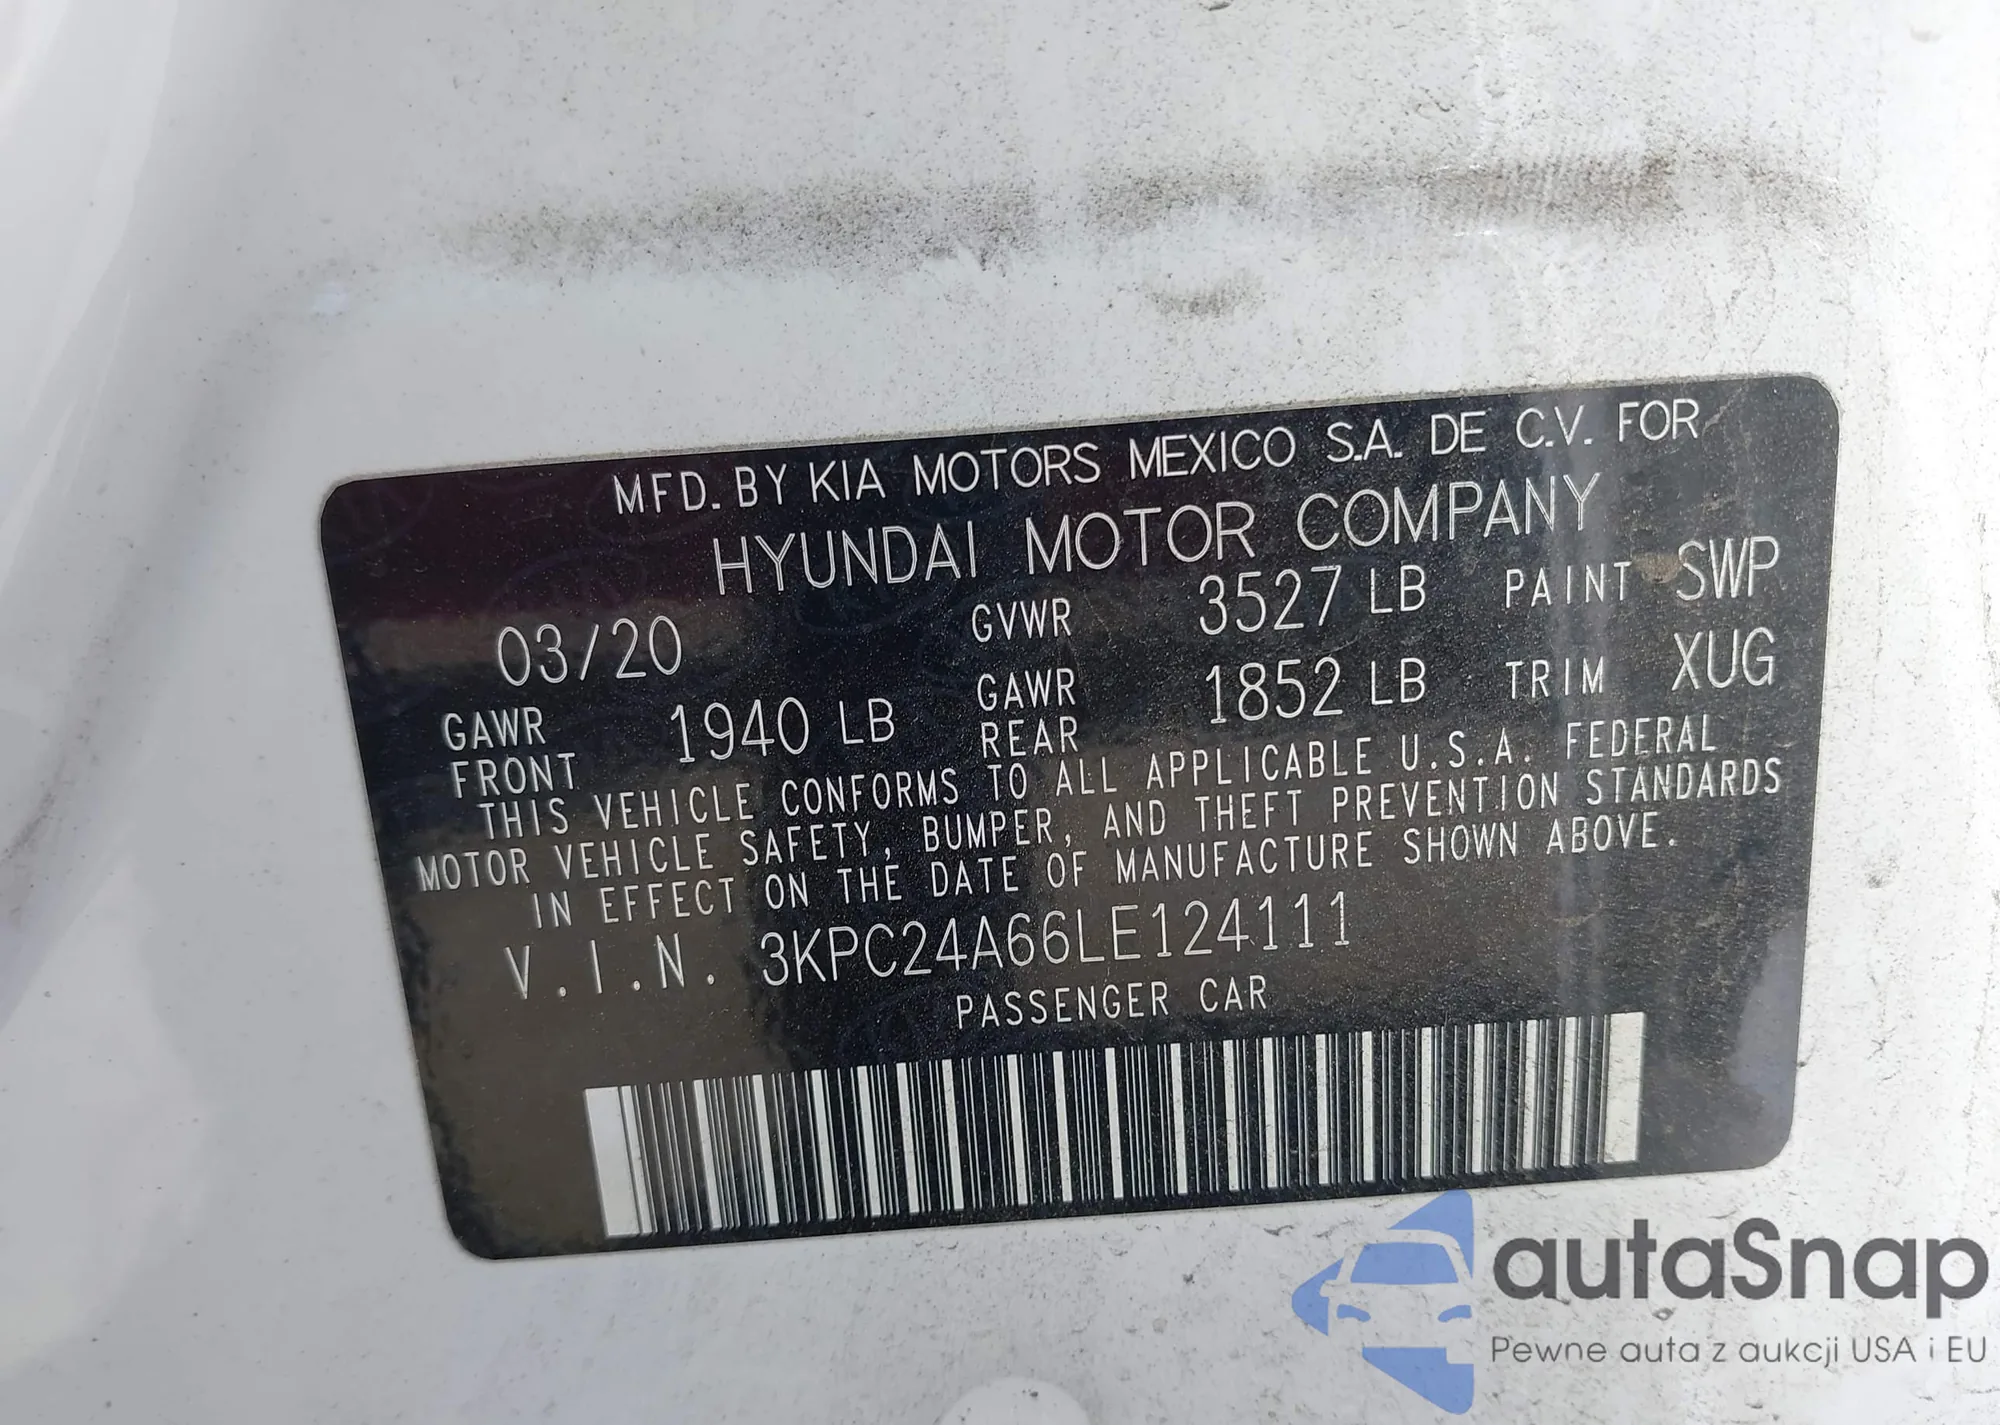 MFD. BY KIA MOTORS MEXICO S.A. DE C.V. FOR
HYUNDAI MOTOR COMPANY
03/20 GVWR 3527 LB PAINT SWP
GAWR FRONT 1940 LB GAWR REAR 1852 LB TRIM XUG
THIS VEHICLE CONFORMS TO ALL APPLICABLE U.S.A. FEDERAL
MOTOR VEHICLE SAFETY, BUMPER, AND THEFT PREVENTION STANDARDS
IN EFFECT ON THE DATE OF MANUFACTURE SHOWN ABOVE.
V.I.N. 3KPC24A66LE124111
PASSENGER CAR
autaSnap
Pewne auta z aukcji USA i EU